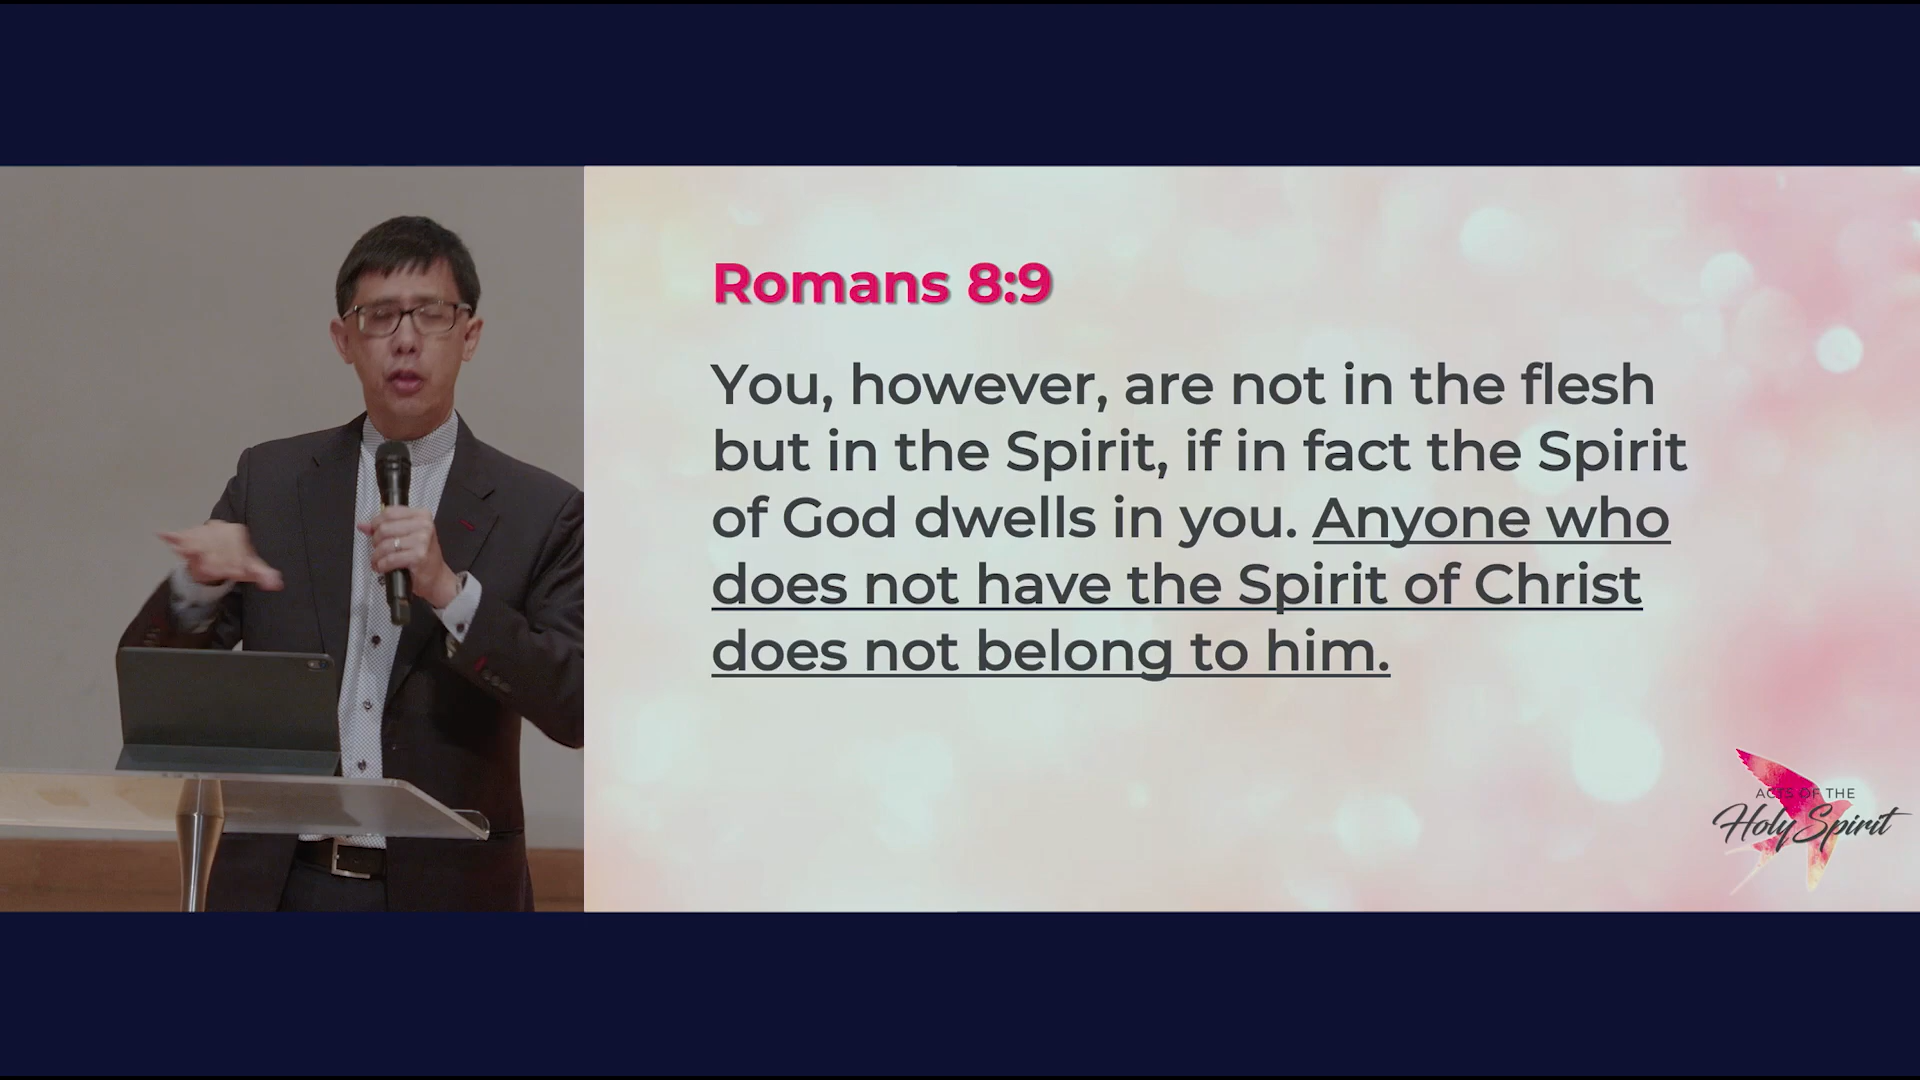 Romans 8:9
You, however, are not in the flesh
but in the Spirit, if in fact the Spirit
of God dwells in you. Anyone who
does not have the Spirit of Christ
does not belong to him.
ACTS OF THE
Holy Spirit